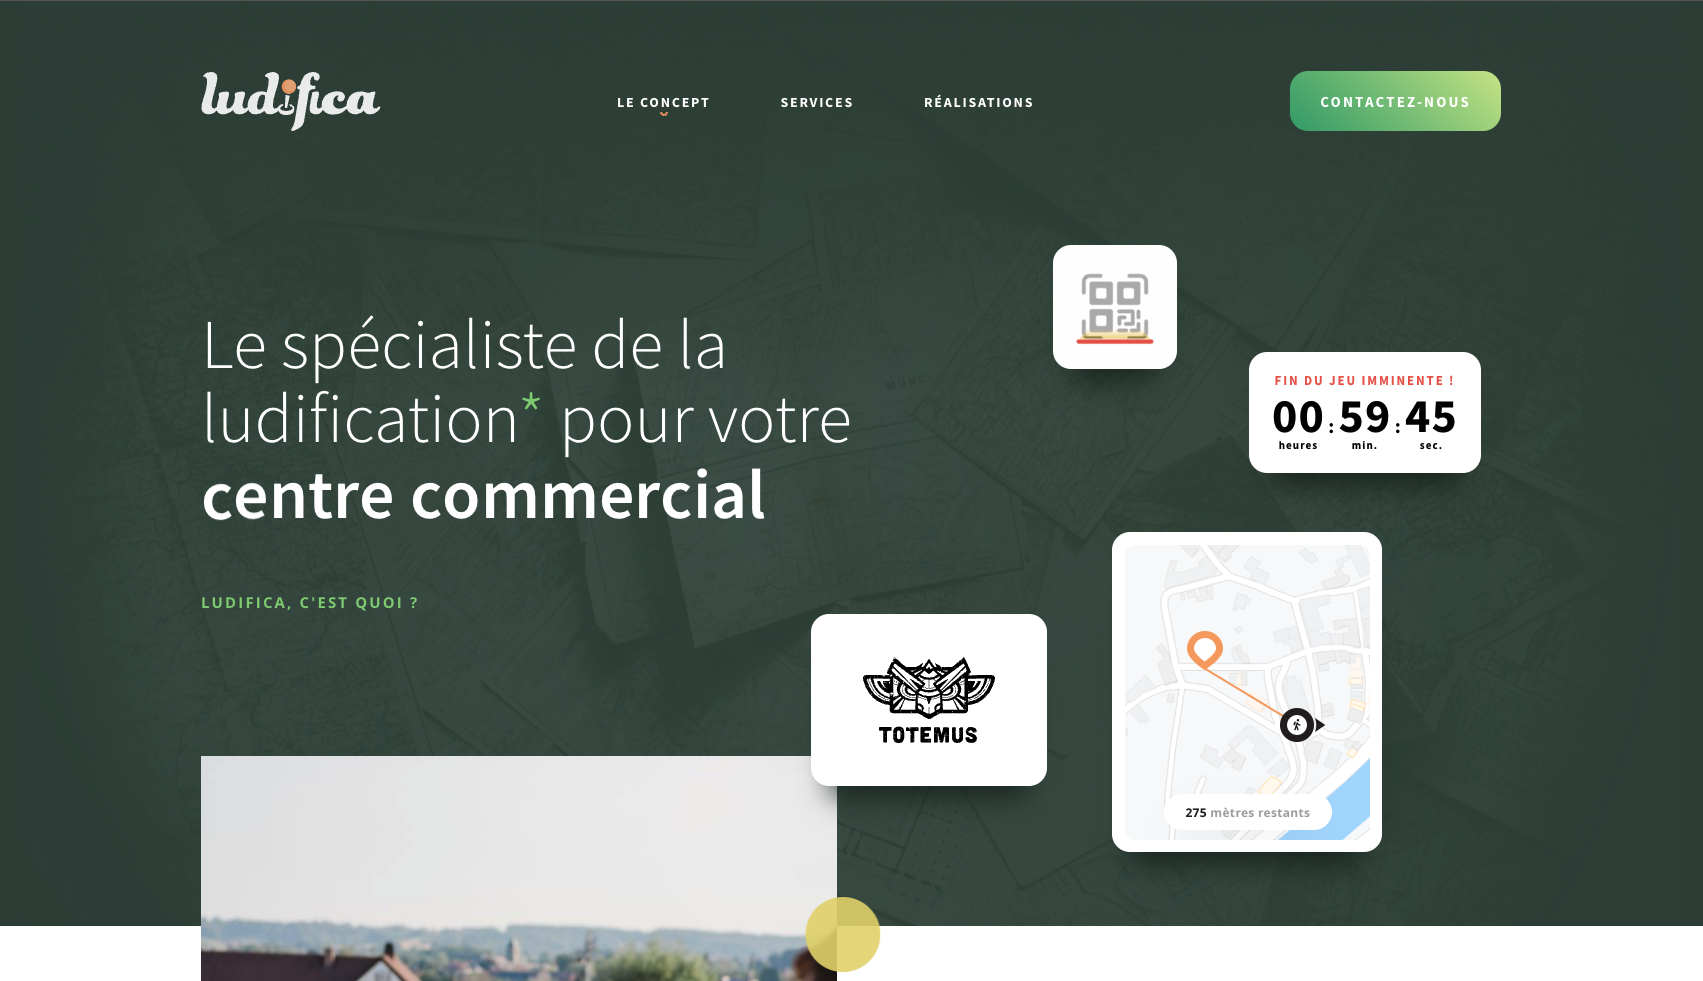 ludifica
LE CONCEPT
SERVICES
RÉALISATIONS
CONTACTEZ-NOUS
Le spécialiste de la
ludification* pour votre
centre commercial
LUDIFICA, C'EST QUOI ?
FIN DU JEU IMMINENTE !
00 : 59 : 45
heures min. sec.
TOTEMUS
275 mètres restants